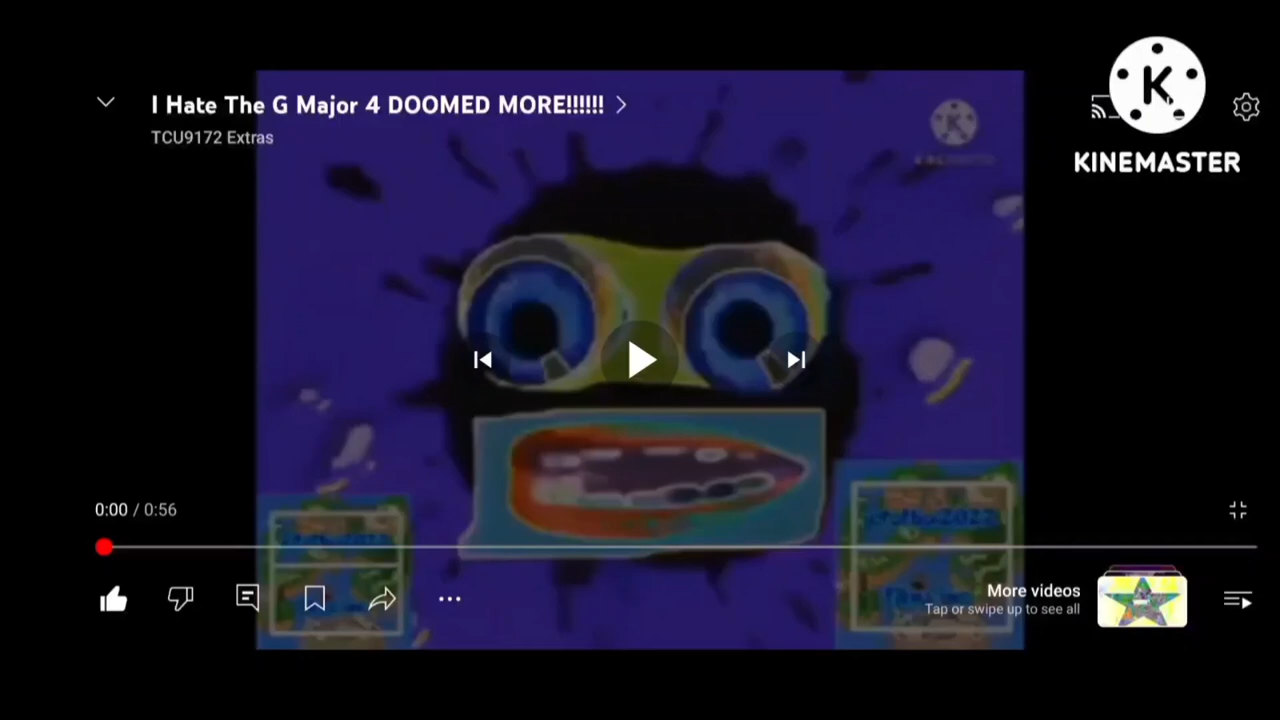 I Hate The G Major 4 DOOMED MORE!!!!!!
TCU9172 Extras
K
KINEMASTER
K
0:00 / 0:56
More videos
Tap or swipe up to see all